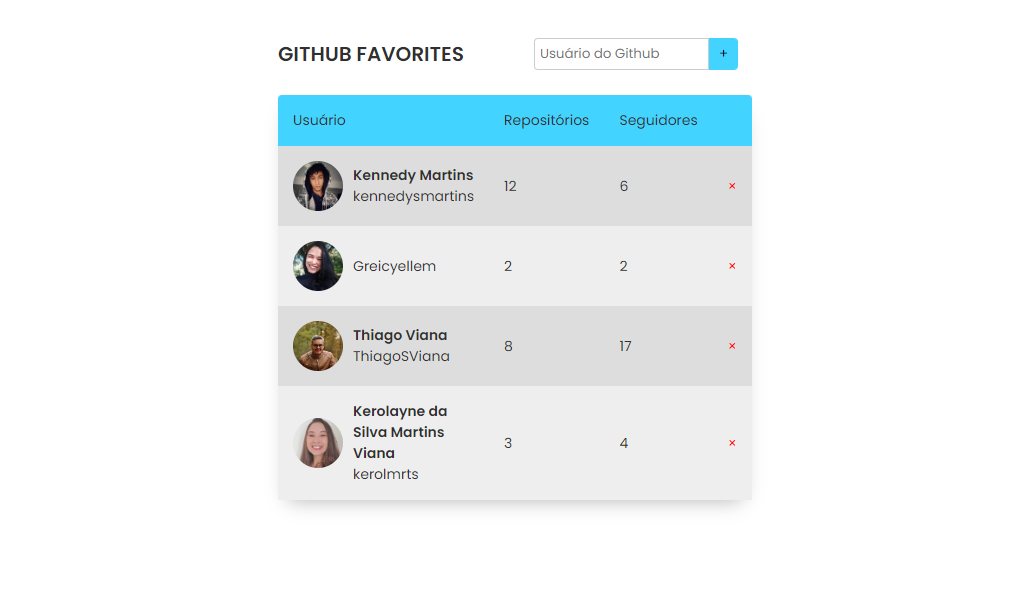 GITHUB FAVORITES
Usuário do Github +
Usuário Repositórios Seguidores
Kennedy Martins
kennedysmartins
12 6 ×
Greicyellem 2 2 ×
Thiago Viana
ThiagoSViana
8 17 ×
Kerolayne da
Silva Martins
Viana
kerolmrts
3 4 ×